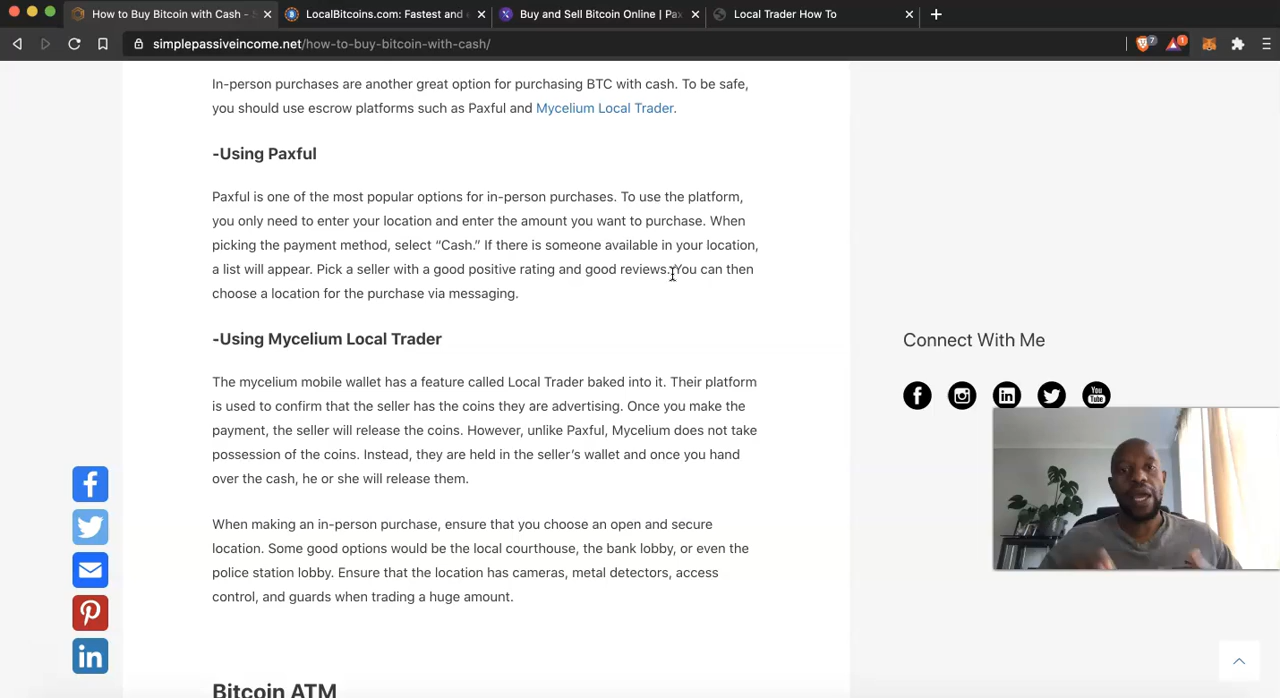 How to Buy Bitcoin with Cash -
LocalBitcoins.com: Fastest and
Buy and Sell Bitcoin Online | Pax
Local Trader How To
simplepassiveincome.net/how-to-buy-bitcoin-with-cash/
7
1
In-person purchases are another great option for purchasing BTC with cash. To be safe,
you should use escrow platforms such as Paxful and Mycelium Local Trader.
-Using Paxful
Paxful is one of the most popular options for in-person purchases. To use the platform,
you only need to enter your location and enter the amount you want to purchase. When
picking the payment method, select “Cash.” If there is someone available in your location,
a list will appear. Pick a seller with a good positive rating and good reviews. You can then
choose a location for the purchase via messaging.
-Using Mycelium Local Trader
The mycelium mobile wallet has a feature called Local Trader baked into it. Their platform
is used to confirm that the seller has the coins they are advertising. Once you make the
payment, the seller will release the coins. However, unlike Paxful, Mycelium does not take
possession of the coins. Instead, they are held in the seller’s wallet and once you hand
over the cash, he or she will release them.
When making an in-person purchase, ensure that you choose an open and secure
location. Some good options would be the local courthouse, the bank lobby, or even the
police station lobby. Ensure that the location has cameras, metal detectors, access
control, and guards when trading a huge amount.
Bitcoin ATM
Connect With Me
You
Tube